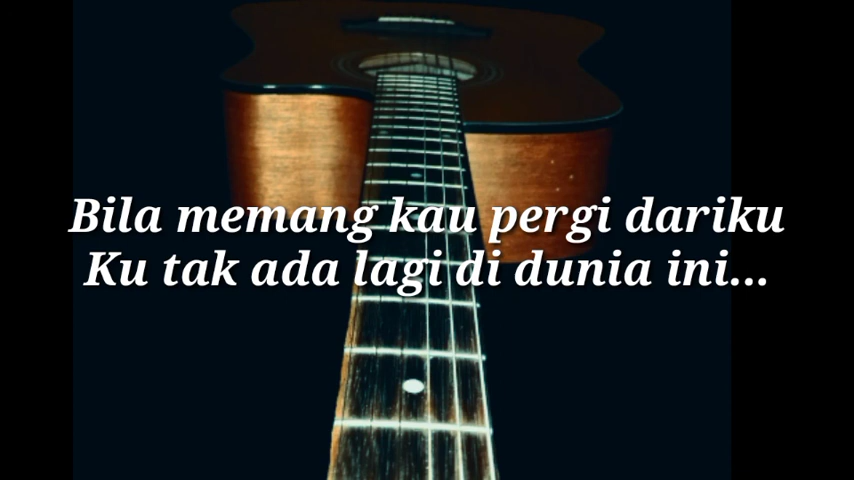 Bila memang kau pergi dariku
Ku tak ada lagi di dunia ini...